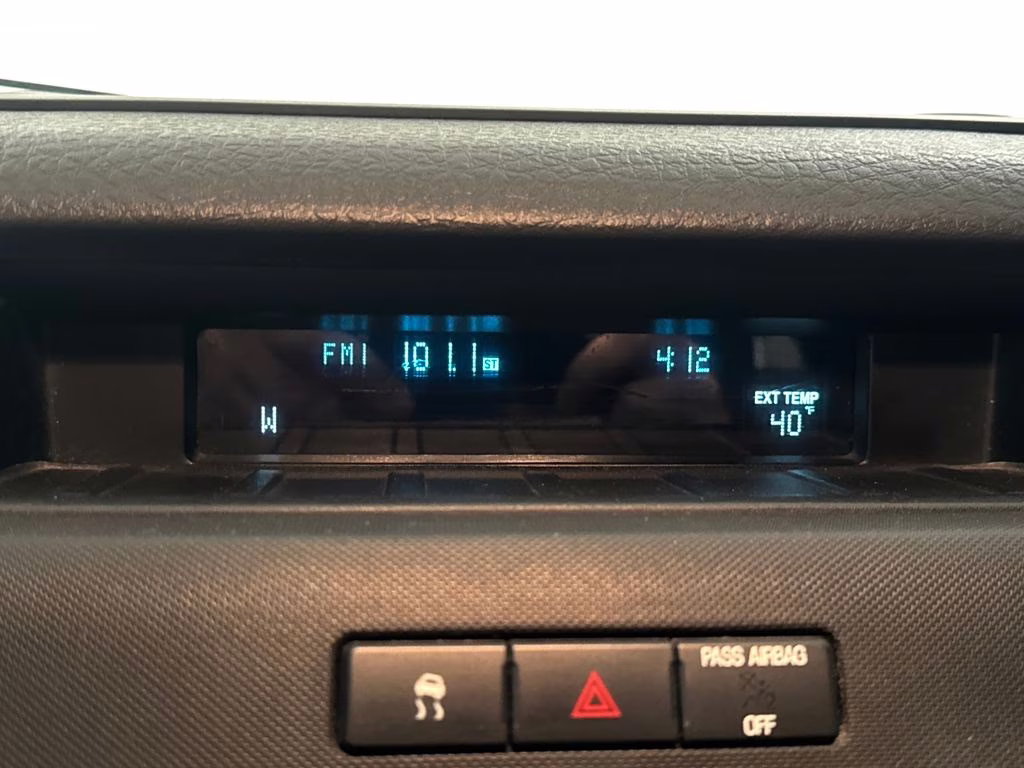 FM1 101.1 ST 4:12
EXT TEMP
W 40°F
PASS AIRBAG
OFF